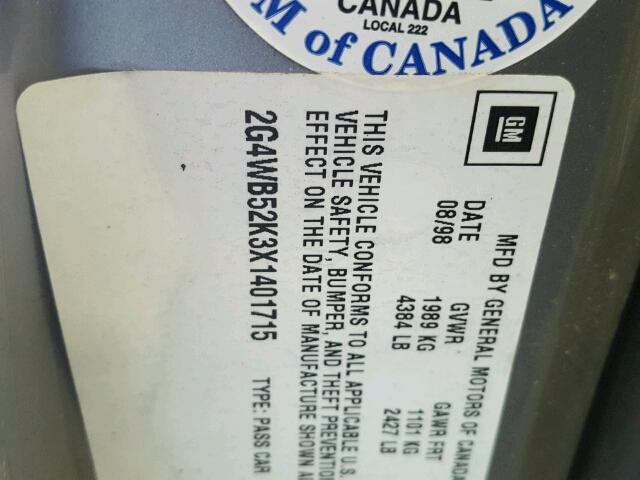 CANADA
LOCAL 222
M of CANADA
GM
MFD BY GENERAL MOTORS OF CANADA
DATE GVWR GAWR FRT
08/98 1989 KG 1101 KG
4384 LB 2427 LB
THIS VEHICLE CONFORMS TO ALL APPLICABLE U.S.
VEHICLE SAFETY, BUMPER, AND THEFT PREVENTION
EFFECT ON THE DATE OF MANUFACTURE SHOWN
2G4WB52K3X1401715 TYPE: PASS CAR